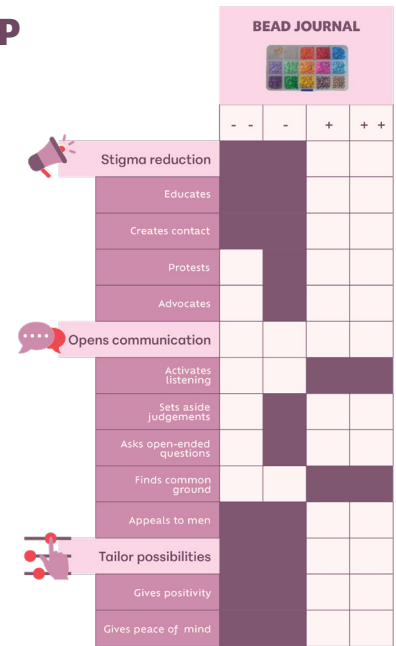 P
BEAD JOURNAL
- - - + + +
Stigma reduction
Educates
Creates contact
Protests
Advocates
Opens communication
Activates
listening
Sets aside
judgements
Asks open-ended
questions
Finds common
ground
Appeals to men
Tailor possibilities
Gives positivity
Gives peace of mind